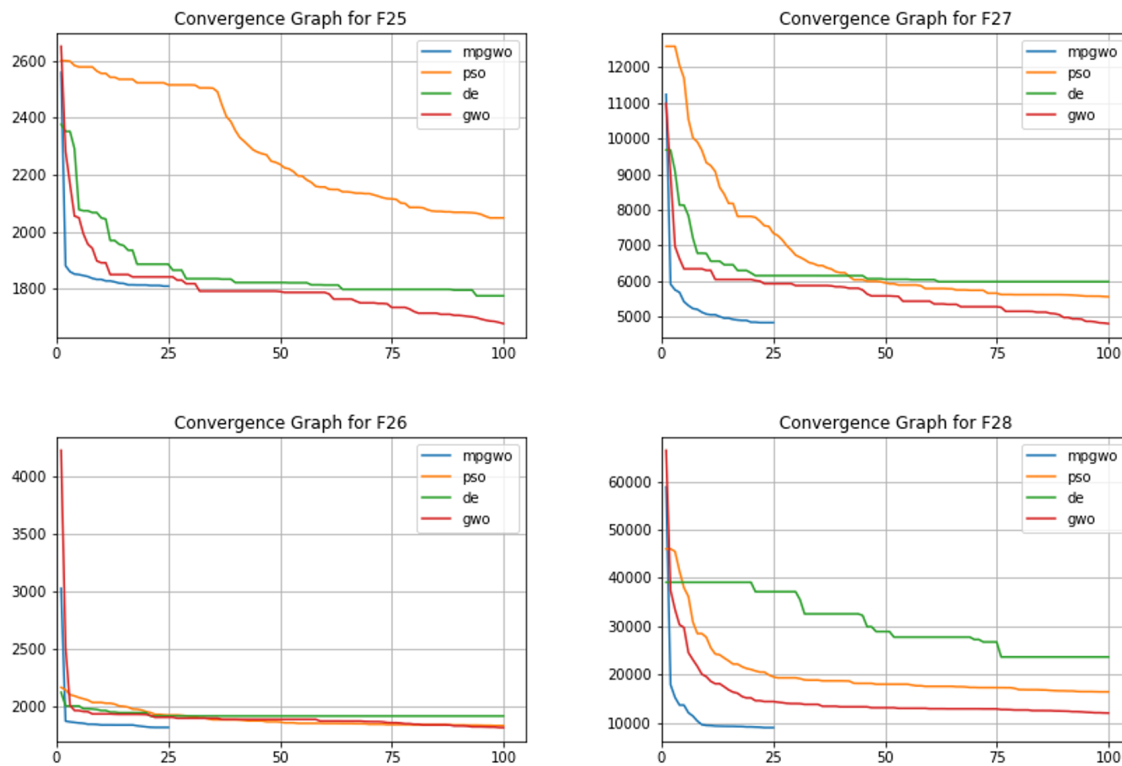 Convergence Graph for F25
2600
2400
2200
2000
1800
0 25 50 75 100
mpgwo
pso
de
gwo
Convergence Graph for F27
12000
11000
10000
9000
8000
7000
6000
5000
0 25 50 75 100
mpgwo
pso
de
gwo
Convergence Graph for F26
4000
3500
3000
2500
2000
0 25 50 75 100
mpgwo
pso
de
gwo
Convergence Graph for F28
60000
50000
40000
30000
20000
10000
0 25 50 75 100
mpgwo
pso
de
gwo